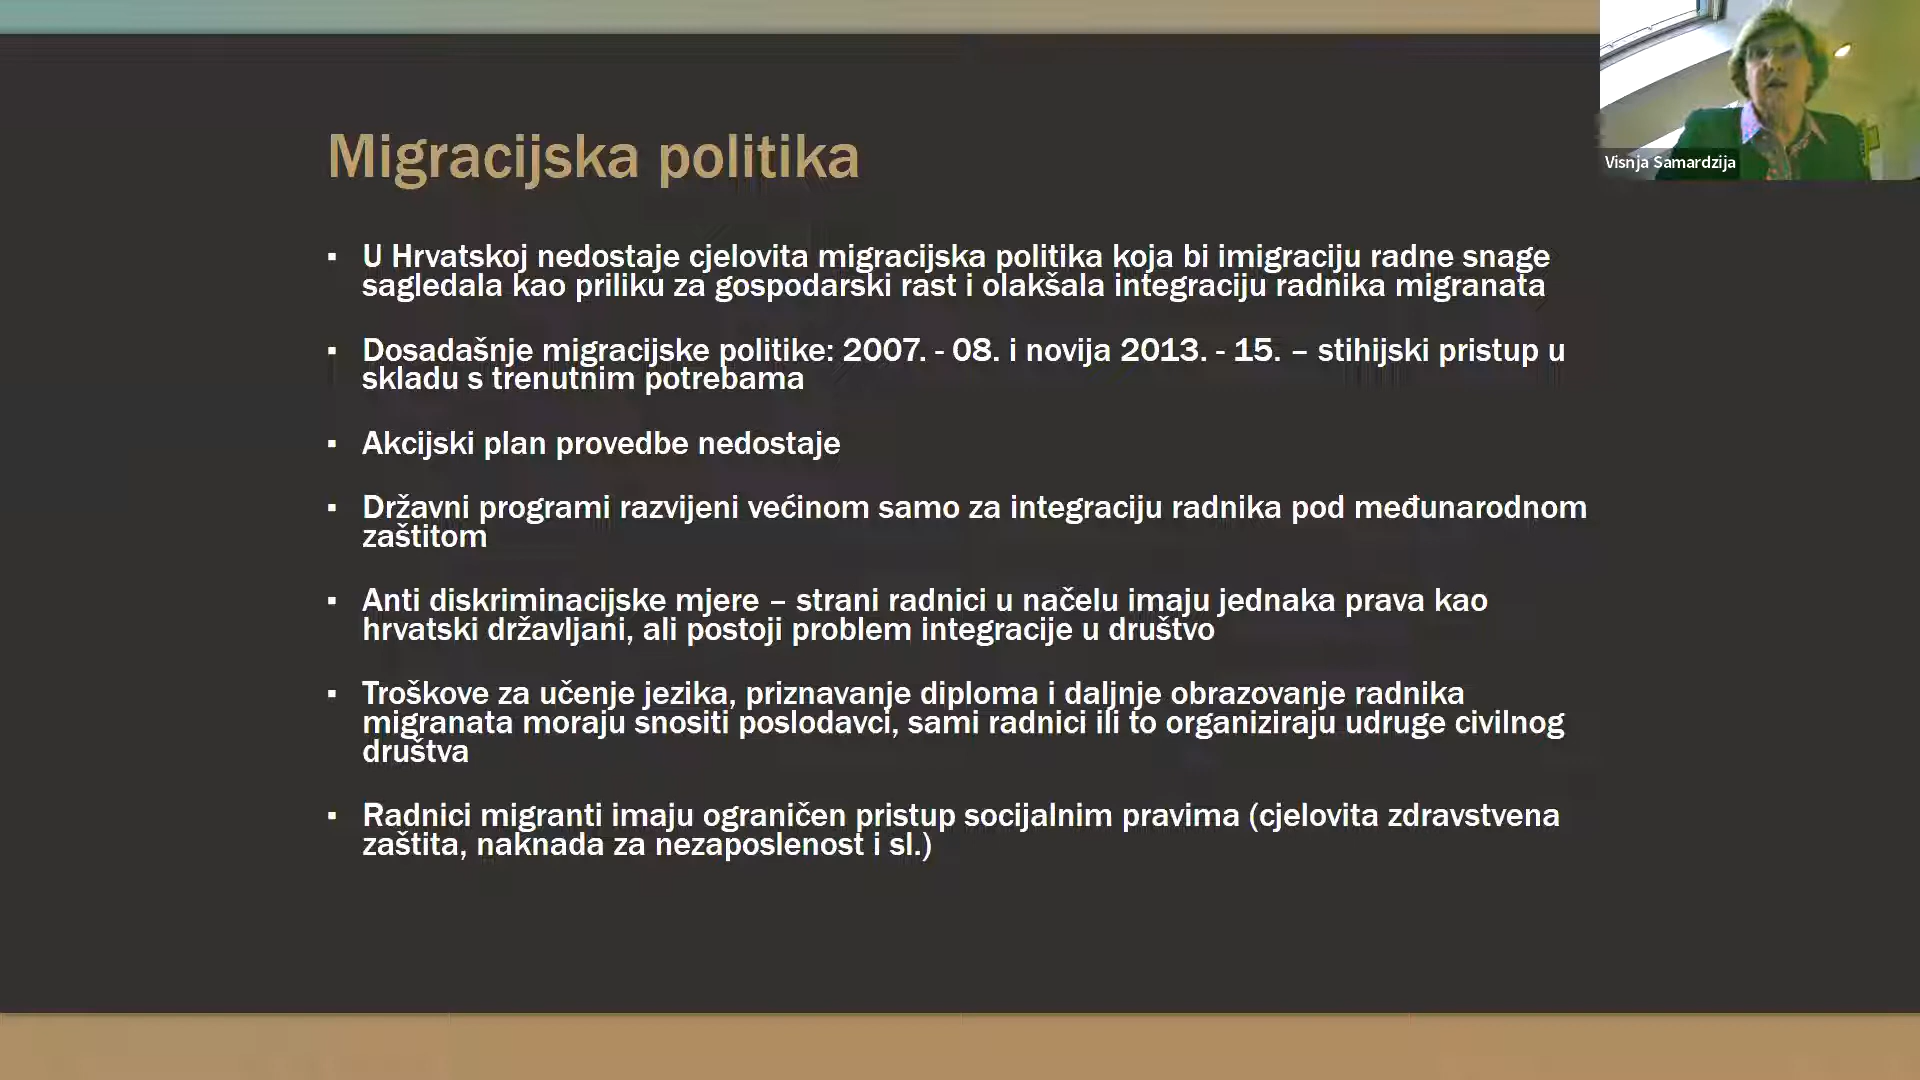 Migracijska politika
Visnja Samardzija
▪ U Hrvatskoj nedostaje cjelovita migracijska politika koja bi imigraciju radne snage
sagledala kao priliku za gospodarski rast i olakšala integraciju radnika migranata
▪ Dosadašnje migracijske politike: 2007. - 08. i novija 2013. - 15. – stihijski pristup u
skladu s trenutnim potrebama
▪ Akcijski plan provedbe nedostaje
▪ Državni programi razvijeni većinom samo za integraciju radnika pod međunarodnom
zaštitom
▪ Anti diskriminacijske mjere – strani radnici u načelu imaju jednaka prava kao
hrvatski državljani, ali postoji problem integracije u društvo
▪ Troškove za učenje jezika, priznavanje diploma i daljnje obrazovanje radnika
migranata moraju snositi poslodavci, sami radnici ili to organiziraju udruge civilnog
društva
▪ Radnici migranti imaju ograničen pristup socijalnim pravima (cjelovita zdravstvena
zaštita, naknada za nezaposlenost i sl.)